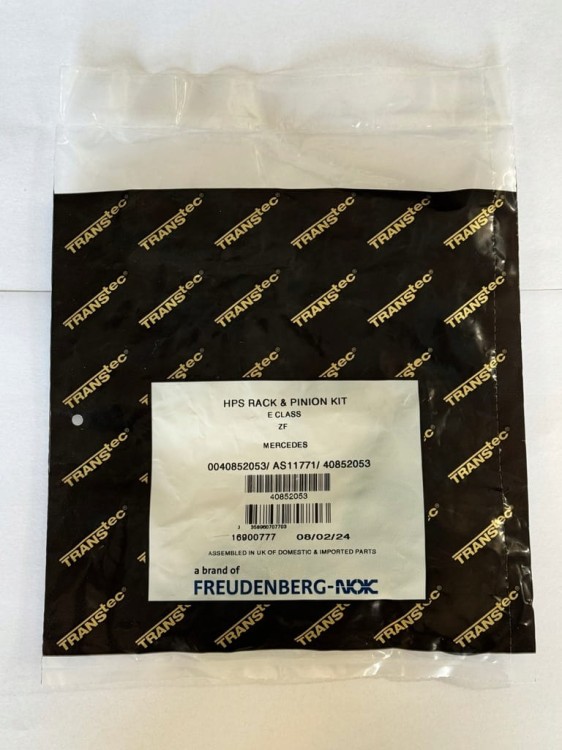 TRANStec®
HPS RACK & PINION KIT
E CLASS
ZF
MERCEDES
0040852053/ AS11771/ 40852053
40852053
16900777 08/02/24
ASSEMBLED IN UK OF DOMESTIC & IMPORTED PARTS
a brand of
FREUDENBERG-NOK